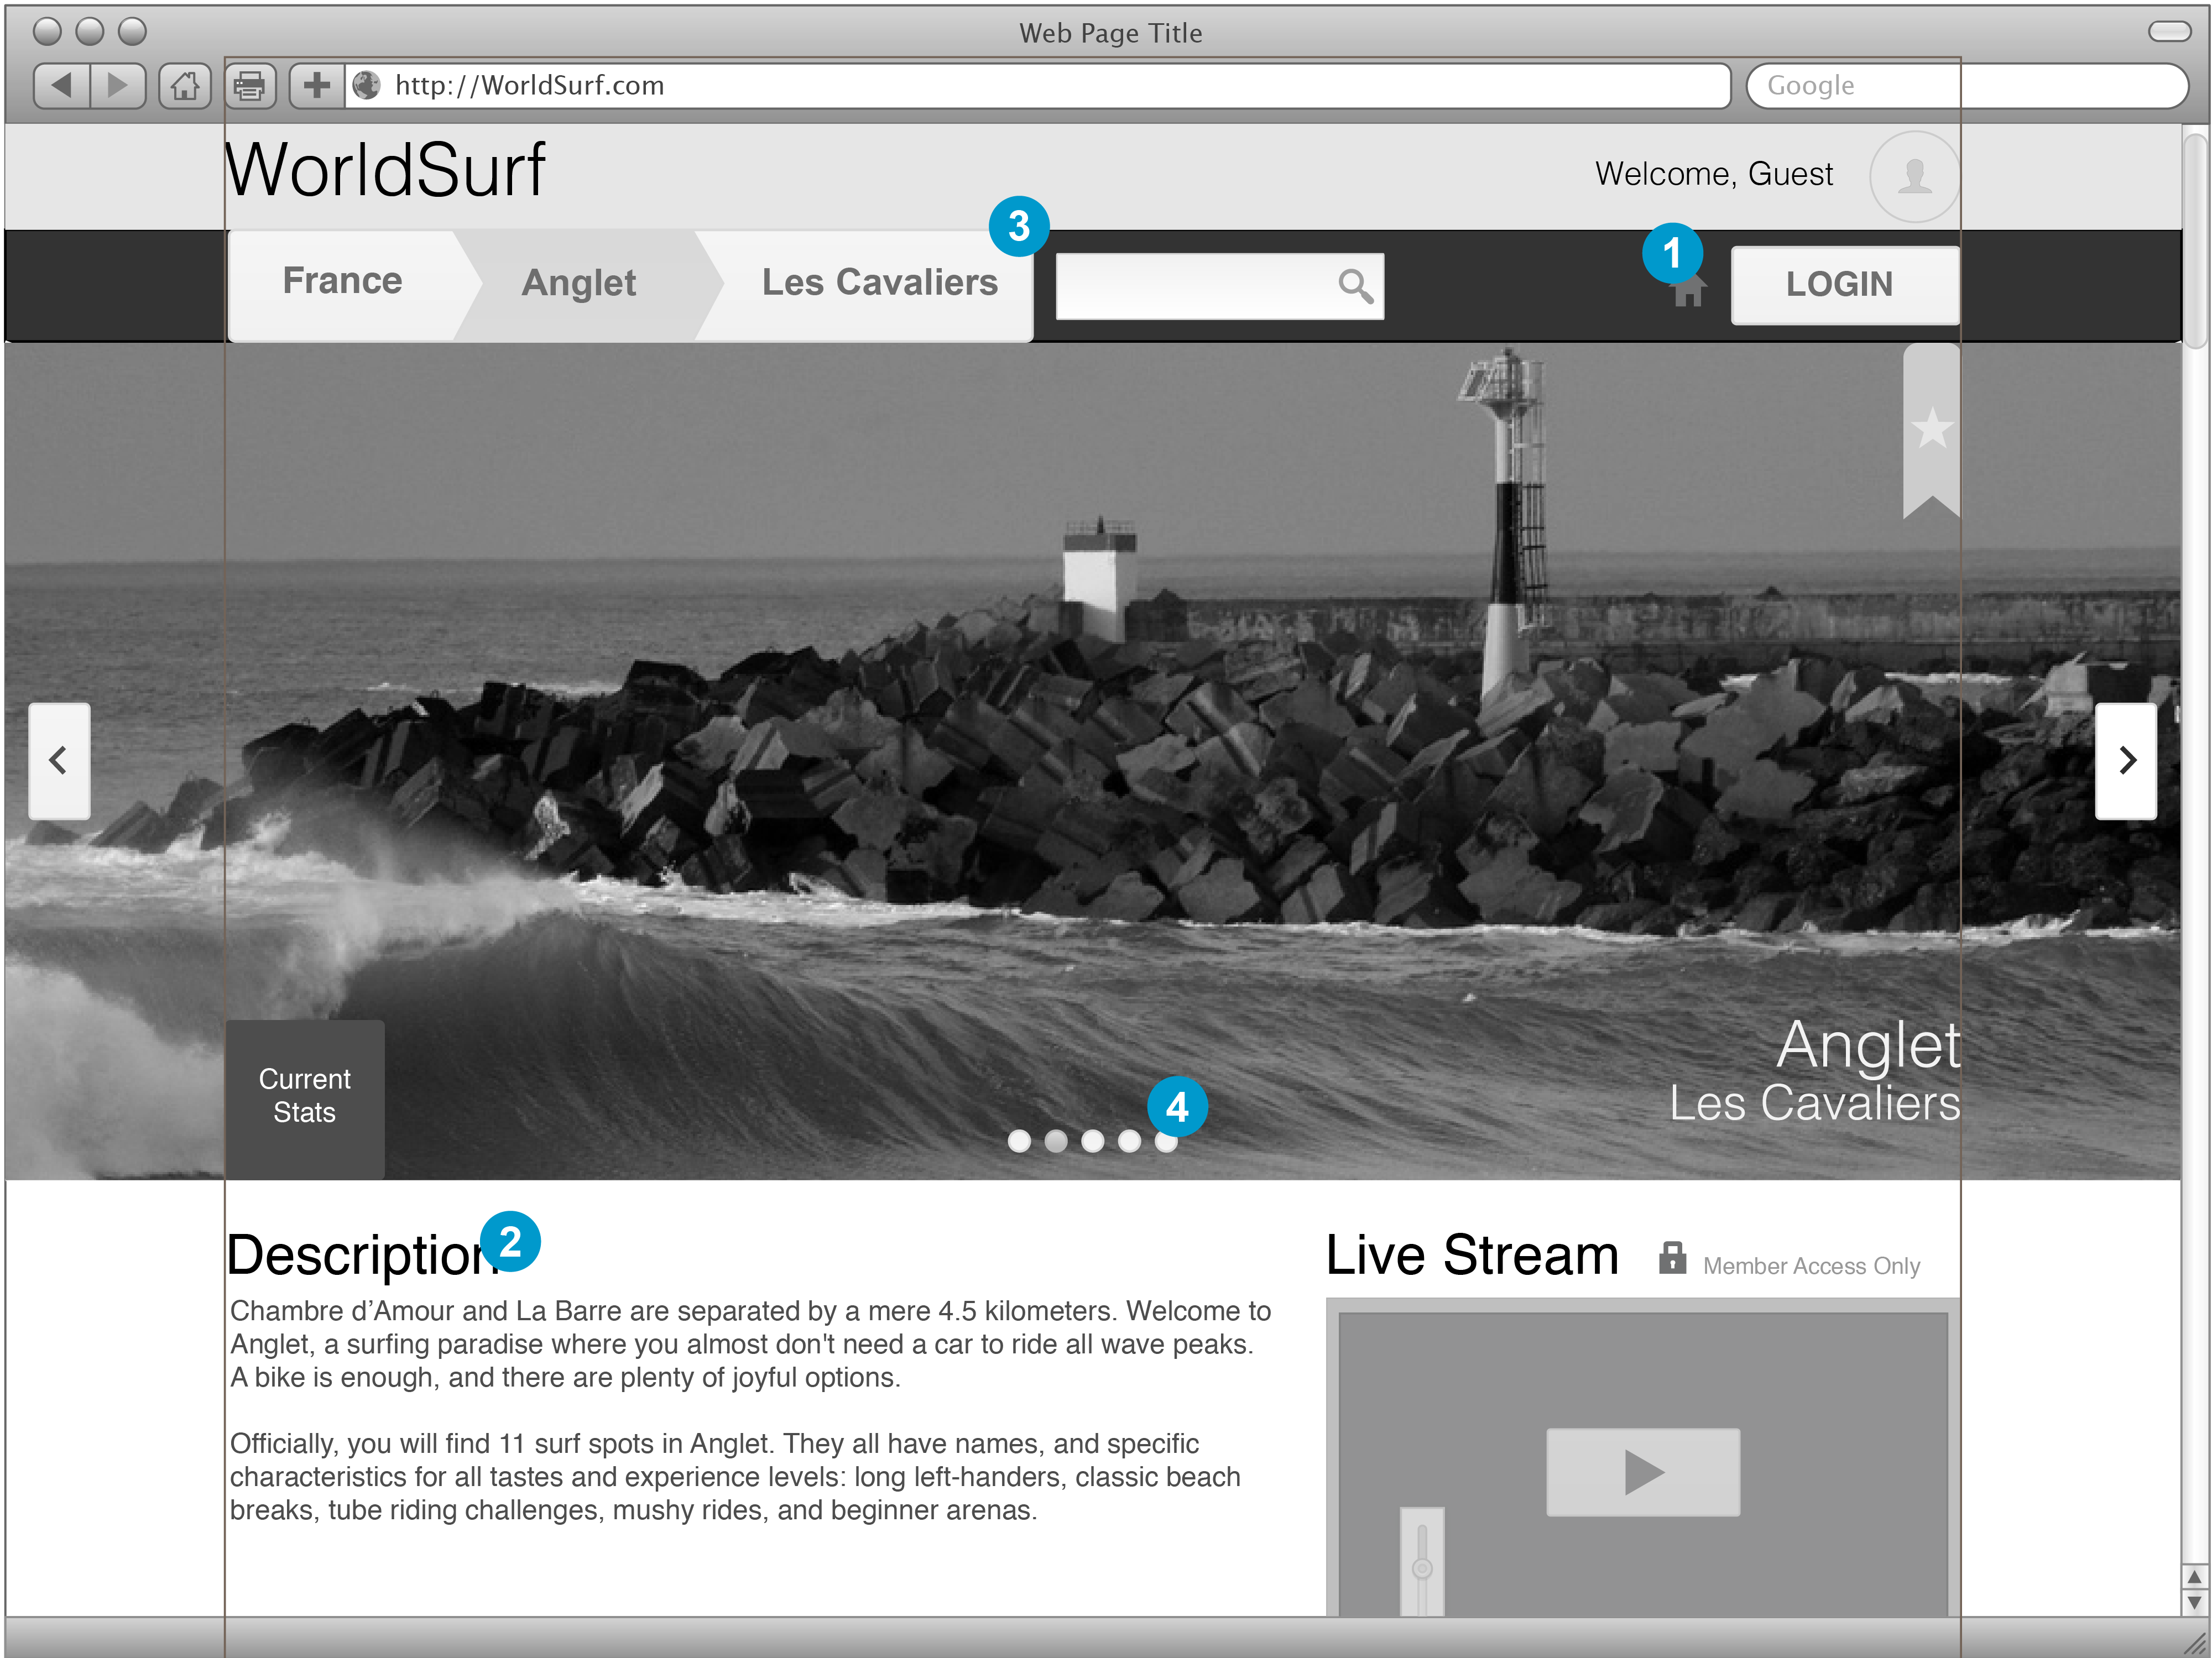 Web Page Title
http://WorldSurf.com
Google
WorldSurf
Welcome, Guest
3
1
France
Anglet
Les Cavaliers
LOGIN
Current
Stats
Anglet
Les Cavaliers
4
Description
2
Live Stream
Member Access Only
Chambre d’Amour and La Barre are separated by a mere 4.5 kilometers. Welcome to
Anglet, a surfing paradise where you almost don't need a car to ride all wave peaks.
A bike is enough, and there are plenty of joyful options.
Officially, you will find 11 surf spots in Anglet. They all have names, and specific
characteristics for all tastes and experience levels: long left-handers, classic beach
breaks, tube riding challenges, mushy rides, and beginner arenas.